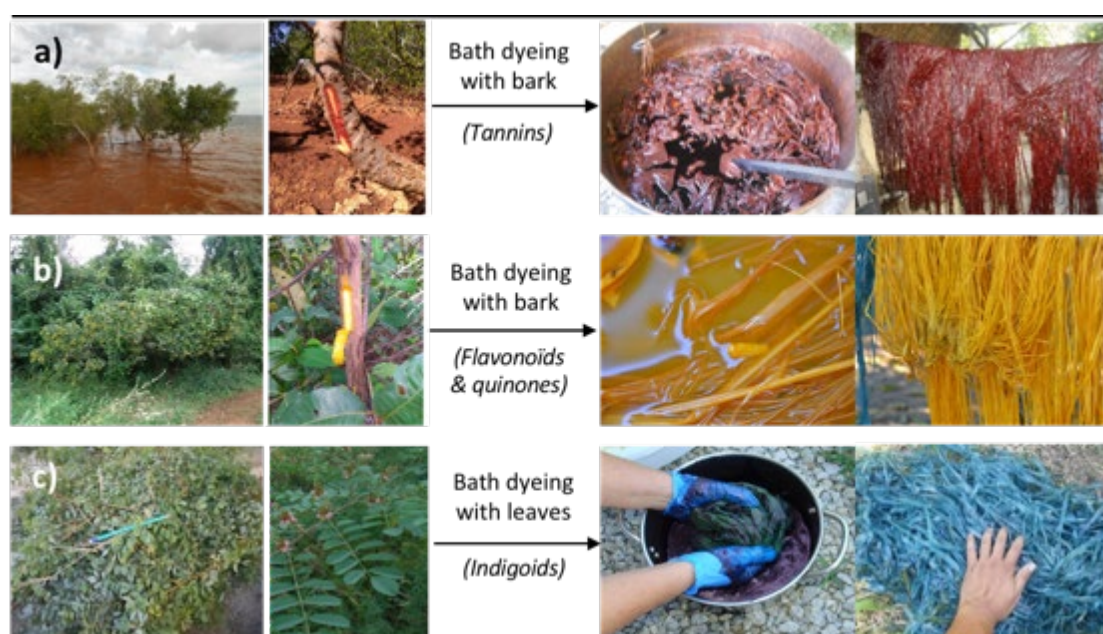 a)
Bath dyeing
with bark
(Tannins)
b)
Bath dyeing
with bark
(Flavonoïds
& quinones)
c)
Bath dyeing
with leaves
(Indigoids)